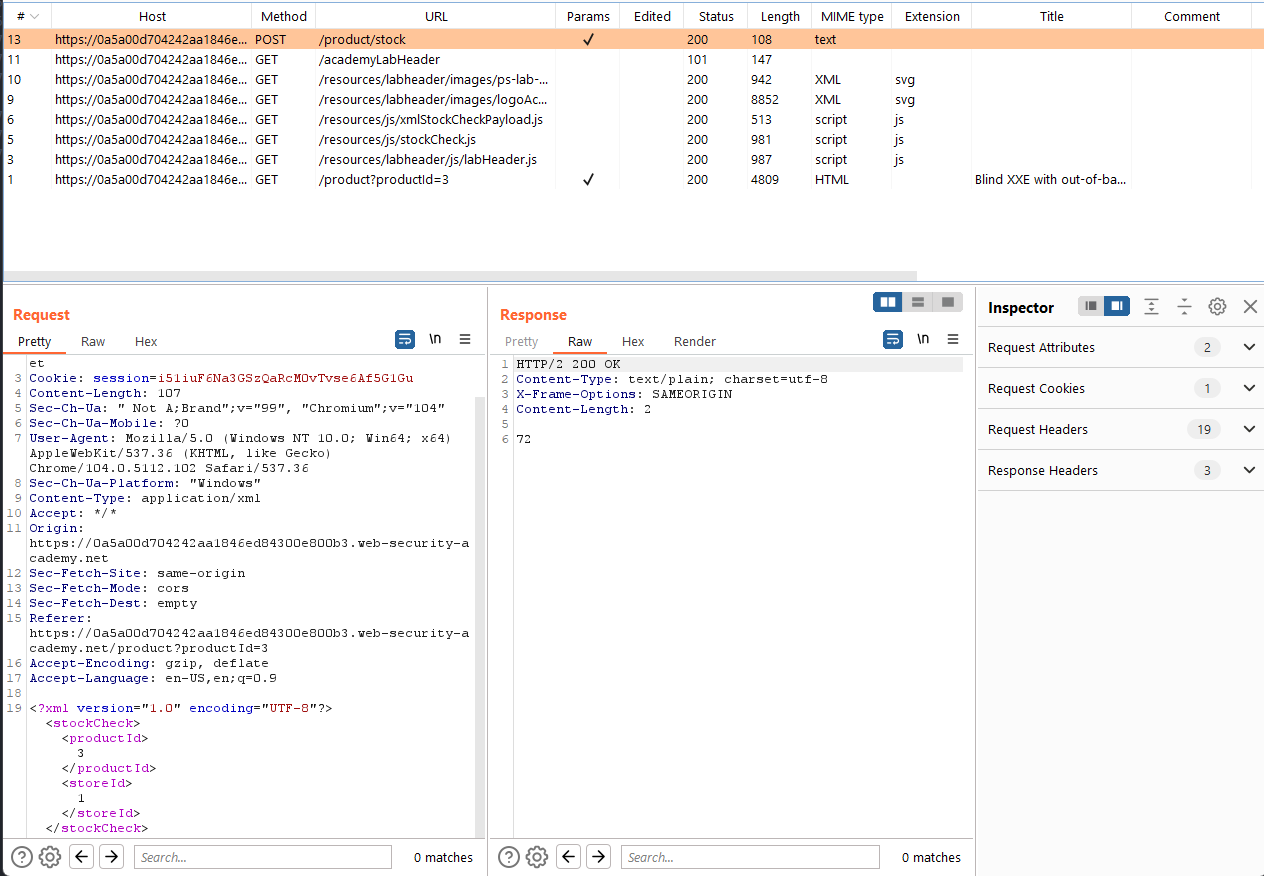 # Host Method URL Params Edited Status Length MIME type Extension Title Comment
13 https://0a5a00d704242aa1846e... POST /product/stock ✓ 200 108 text
11 https://0a5a00d704242aa1846e... GET /academyLabHeader 101 147
10 https://0a5a00d704242aa1846e... GET /resources/labheader/images/ps-lab-... 200 942 XML svg
9 https://0a5a00d704242aa1846e... GET /resources/labheader/images/logoAc... 200 8852 XML svg
6 https://0a5a00d704242aa1846e... GET /resources/js/xmlStockCheckPayload.js 200 513 script js
5 https://0a5a00d704242aa1846e... GET /resources/js/stockCheck.js 200 981 script js
3 https://0a5a00d704242aa1846e... GET /resources/labheader/js/labHeader.js 200 987 script js
1 https://0a5a00d704242aa1846e... GET /product?productId=3 ✓ 200 4809 HTML Blind XXE with out-of-ba...
Request
Pretty Raw Hex \n
et
3 Cookie: session=i51iuF6Na3GSzQaRcM0vTvse6Af5G1Gu
4 Content-Length: 107
5 Sec-Ch-Ua: " Not A;Brand";v="99", "Chromium";v="104"
6 Sec-Ch-Ua-Mobile: ?0
7 User-Agent: Mozilla/5.0 (Windows NT 10.0; Win64; x64)
AppleWebKit/537.36 (KHTML, like Gecko)
Chrome/104.0.5112.102 Safari/537.36
8 Sec-Ch-Ua-Platform: "Windows"
9 Content-Type: application/xml
10 Accept: */*
11 Origin:
https://0a5a00d704242aa1846ed84300e800b3.web-security-a
cademy.net
12 Sec-Fetch-Site: same-origin
13 Sec-Fetch-Mode: cors
14 Sec-Fetch-Dest: empty
15 Referer:
https://0a5a00d704242aa1846ed84300e800b3.web-security-a
cademy.net/product?productId=3
16 Accept-Encoding: gzip, deflate
17 Accept-Language: en-US,en;q=0.9
18
19 <?xml version="1.0" encoding="UTF-8"?>
<stockCheck>
<productId>
3
</productId>
<storeId>
1
</storeId>
</stockCheck>
? Search... 0 matches
Response
Pretty Raw Hex Render \n
1 HTTP/2 200 OK
2 Content-Type: text/plain; charset=utf-8
3 X-Frame-Options: SAMEORIGIN
4 Content-Length: 2
5
6 72
? Search... 0 matches
Inspector
Request Attributes 2
Request Cookies 1
Request Headers 19
Response Headers 3